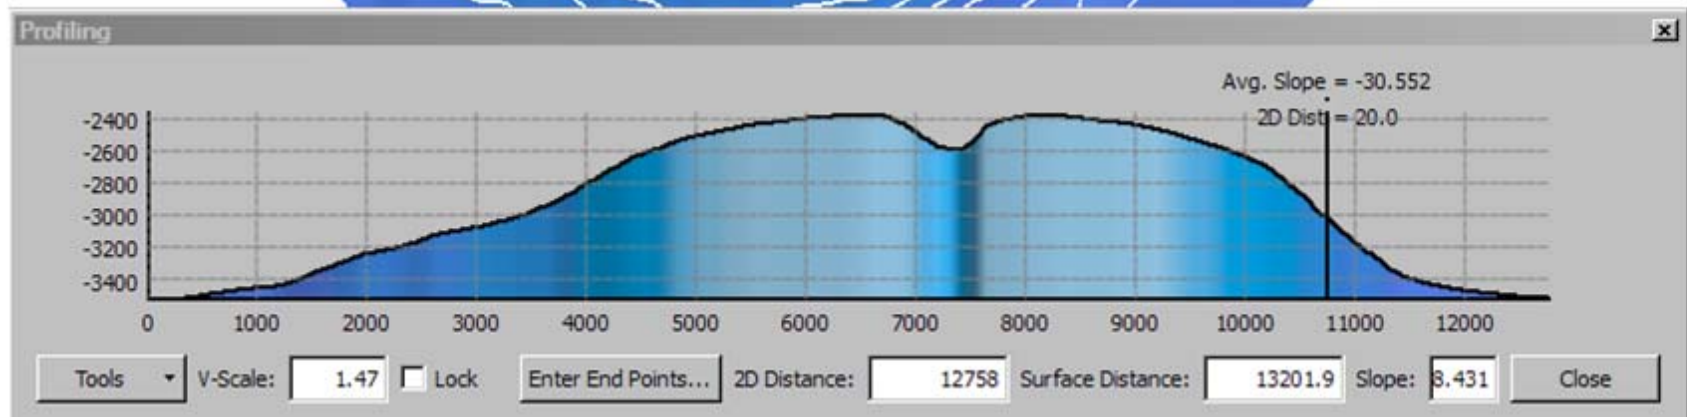 Profiling
Avg. Slope = -30.552
2D Dist = 20.0
-2400
-2600
-2800
-3000
-3200
-3400
0 1000 2000 3000 4000 5000 6000 7000 8000 9000 10000 11000 12000
Tools V-Scale: 1.47 Lock Enter End Points... 2D Distance: 12758 Surface Distance: 13201.9 Slope: 8.431 Close